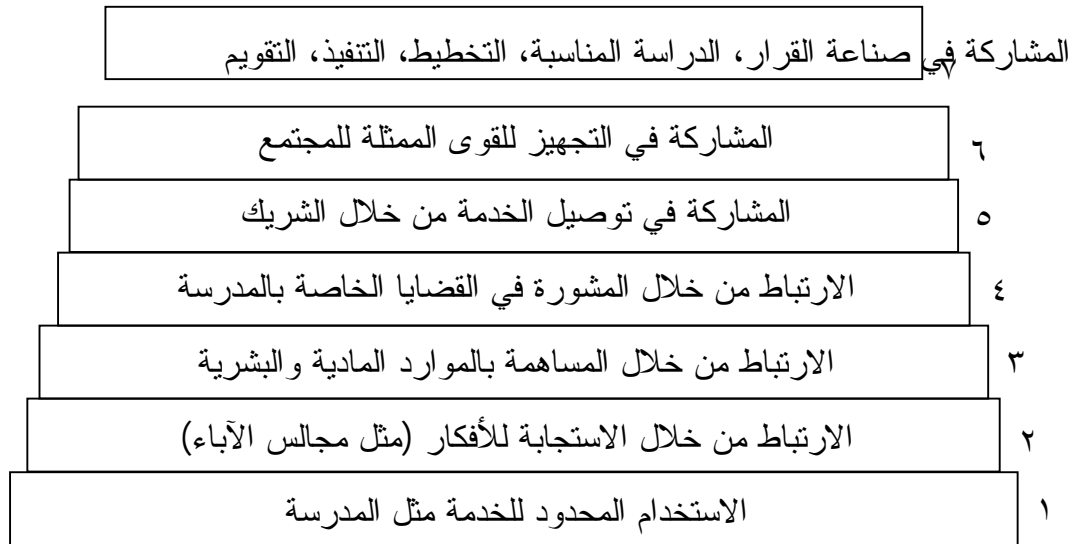 المشاركة في صناعة القرار، الدراسة المناسبة، التخطيط، التنفيذ، التقويم
٧
٦ المشاركة في التجهيز للقوى الممثلة للمجتمع
٥ المشاركة في توصيل الخدمة من خلال الشريك
٤ الارتباط من خلال المشورة في القضايا الخاصة بالمدرسة
٣ الارتباط من خلال المساهمة بالموارد المادية والبشرية
٢ الارتباط من خلال الاستجابة للأفكار (مثل مجالس الآباء)
١ الاستخدام المحدود للخدمة مثل المدرسة